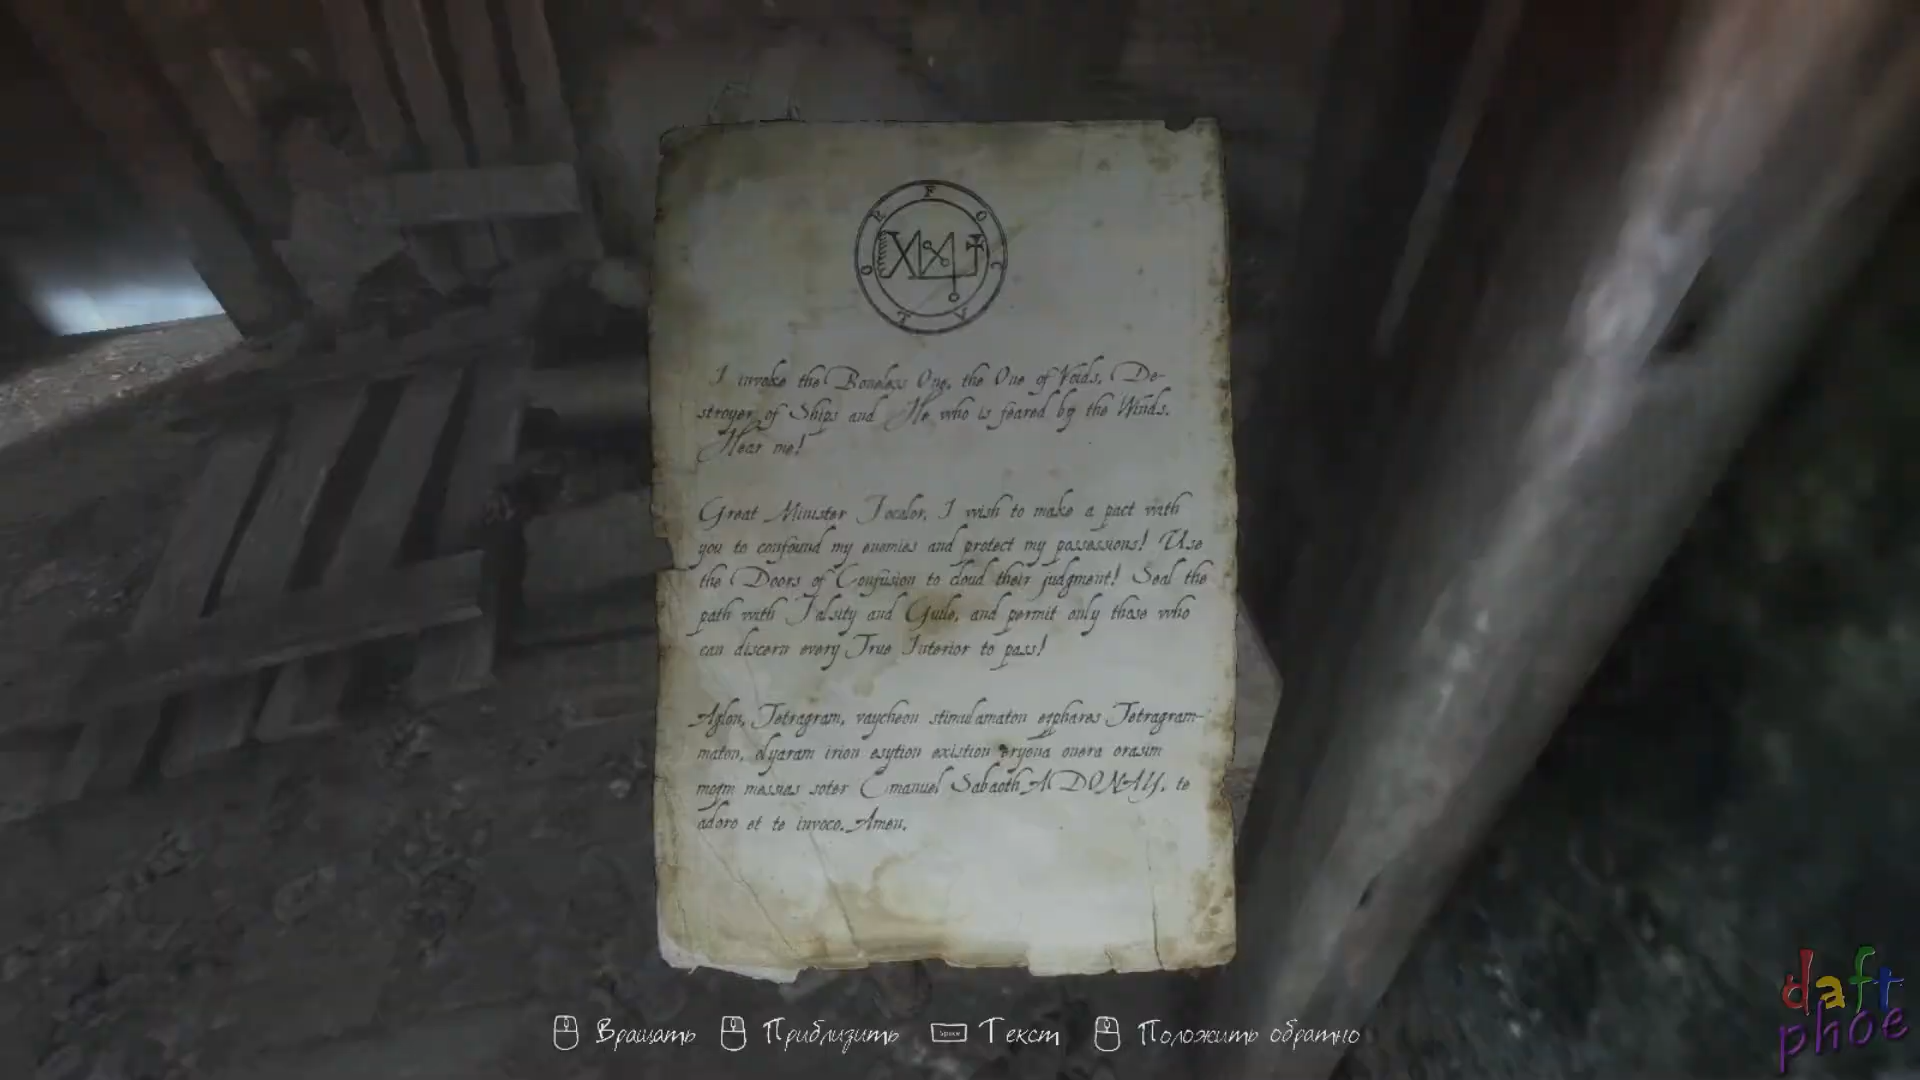 F O C A T O R
I invoke the Boneless One, the One of Voids, De-
stroyer of Ships and He who is feared by the Winds.
Hear me!
Great Minister Focalor, I wish to make a pact with
you to confound my enemies and protect my possessions! Use
the Doors of Confusion to cloud their judgment! Seal the
path with Falsity and Guile, and permit only those who
can discern every True Interior to pass!
Aglon, Tetragram, vaycheon stimulamaton ezphares Tetragram-
maton, olyaram irion esytion existion eryona onera orasim
mozm messias soter Emanuel Sabaoth ADONAY, te
adoro et te invoco. Amen.
Вращать Приблизить Space Текст Положить обратно
daft
phoe